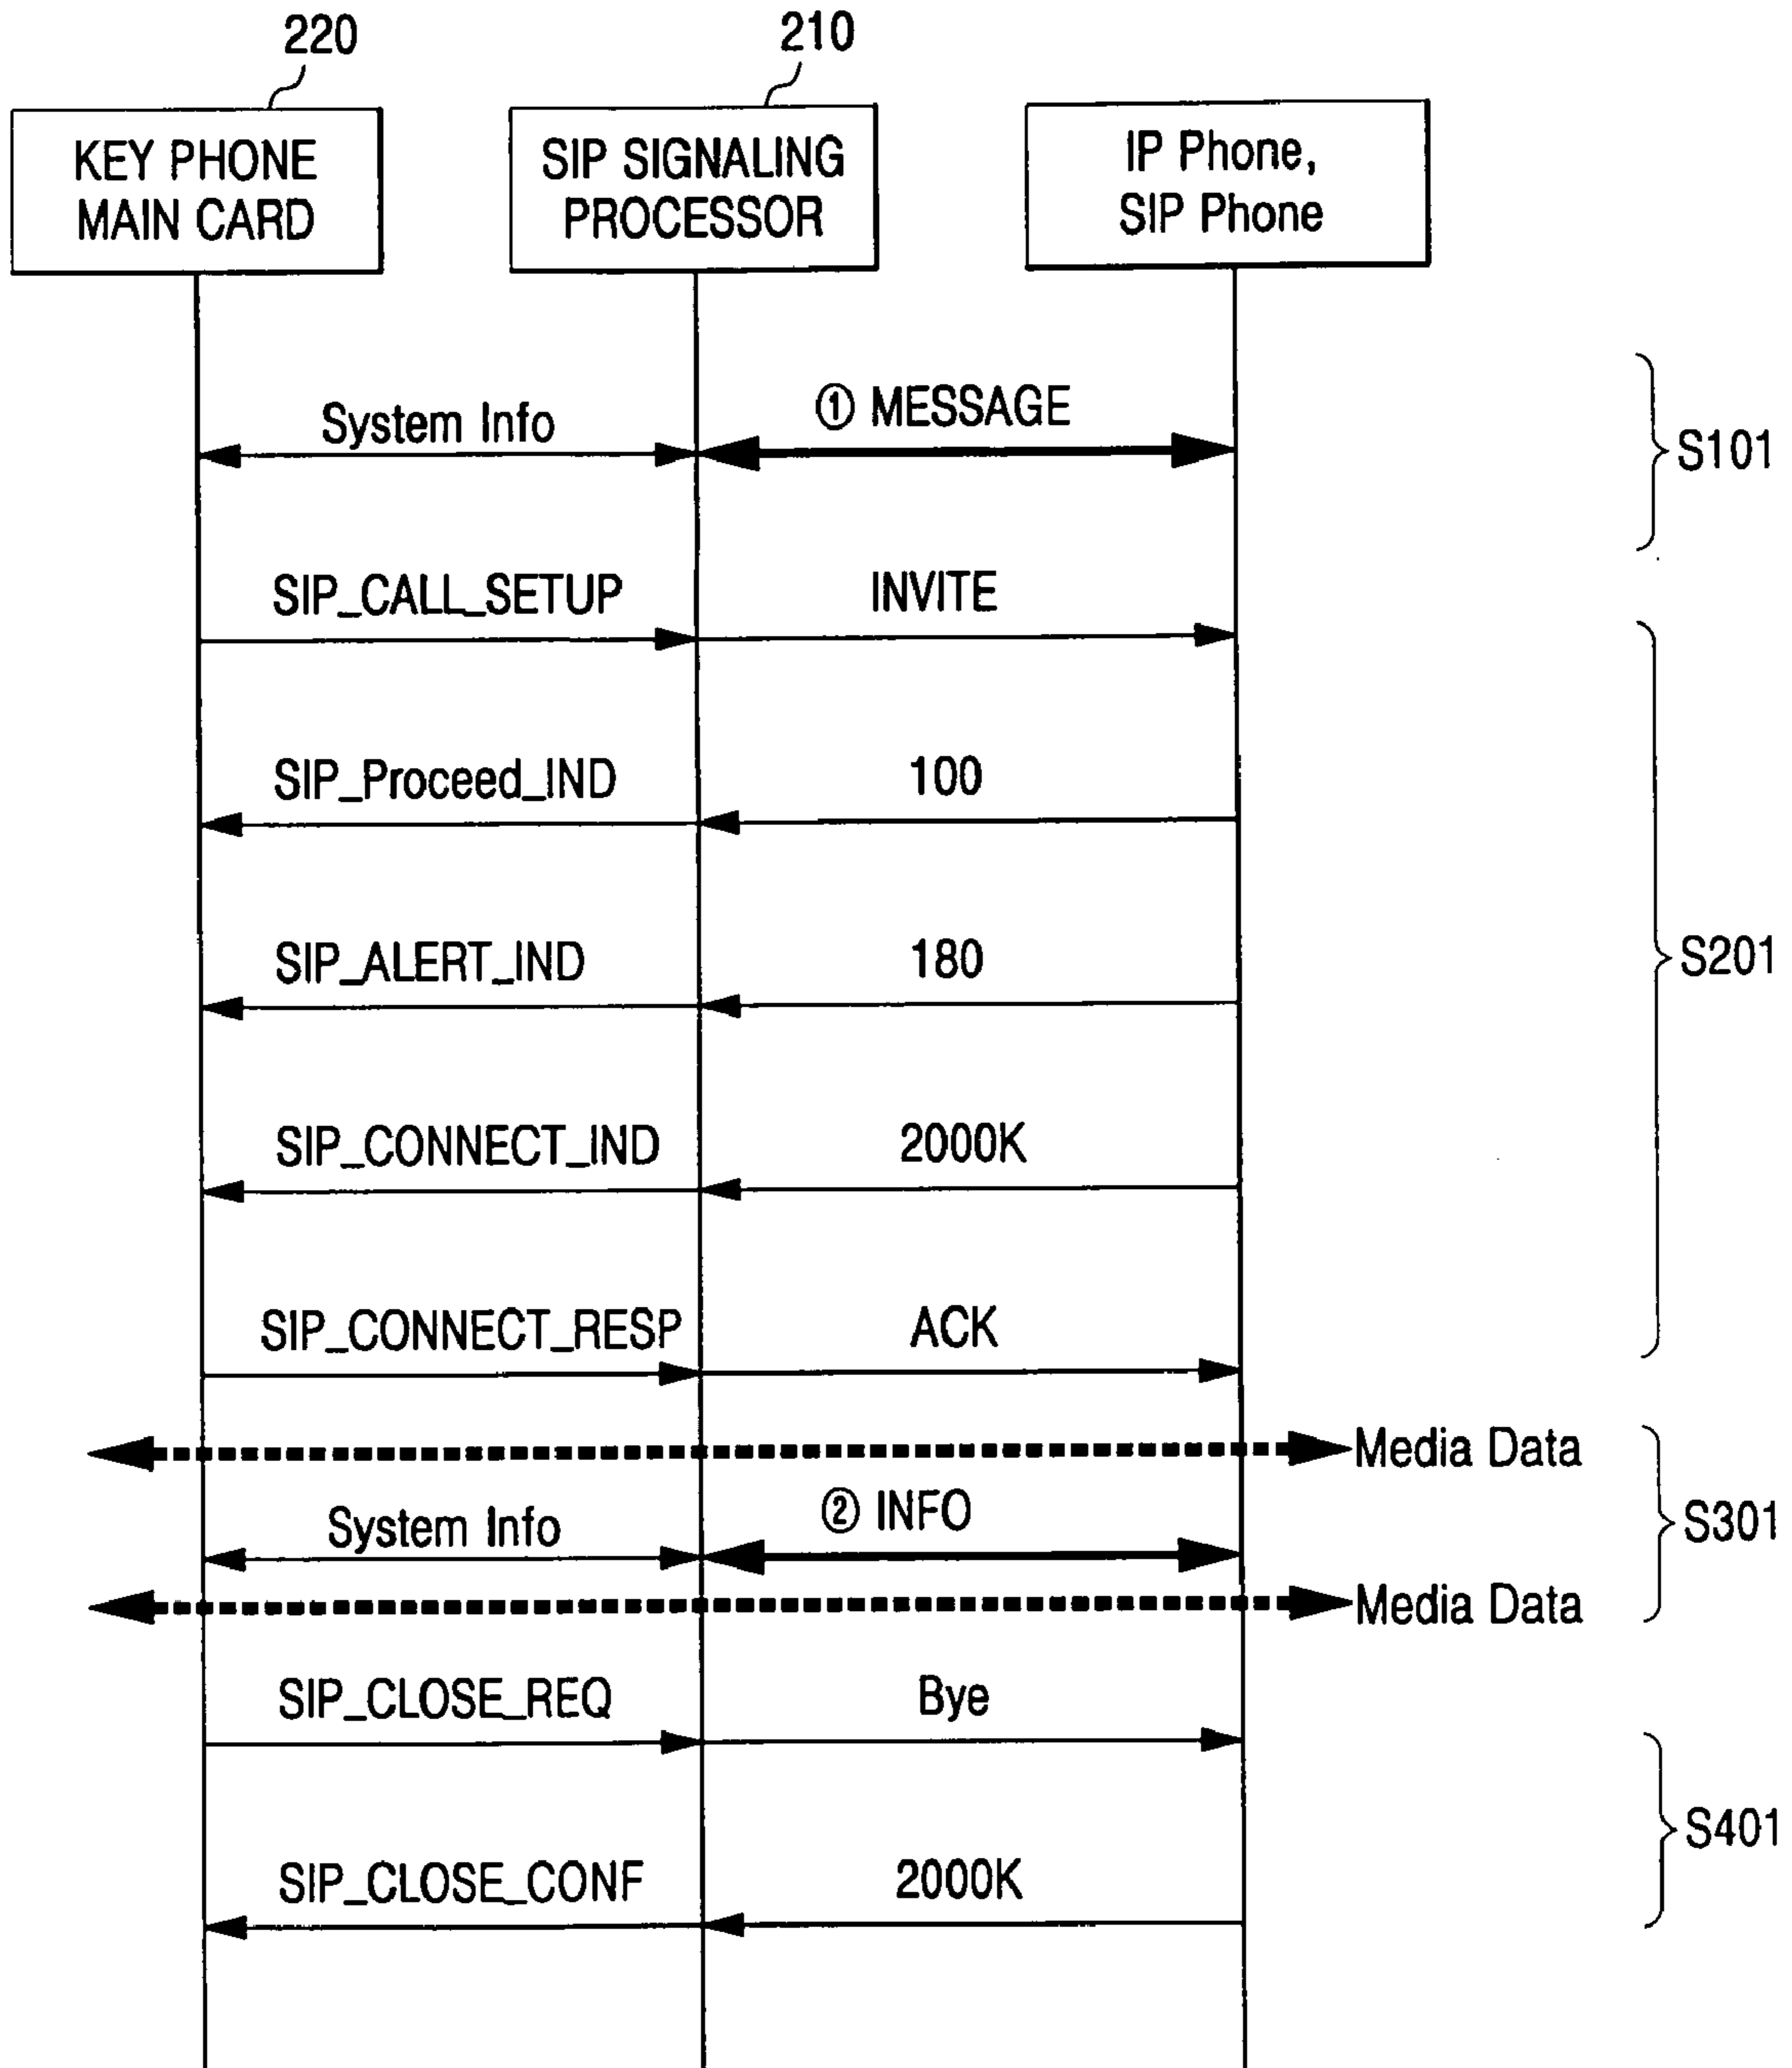 220
210
KEY PHONE
MAIN CARD
SIP SIGNALING
PROCESSOR
IP Phone,
SIP Phone
System Info
① MESSAGE
S101
SIP_CALL_SETUP
INVITE
SIP_Proceed_IND
100
SIP_ALERT_IND
180
S201
SIP_CONNECT_IND
2000K
SIP_CONNECT_RESP
ACK
Media Data
System Info
② INFO
S301
Media Data
SIP_CLOSE_REQ
Bye
S401
SIP_CLOSE_CONF
2000K